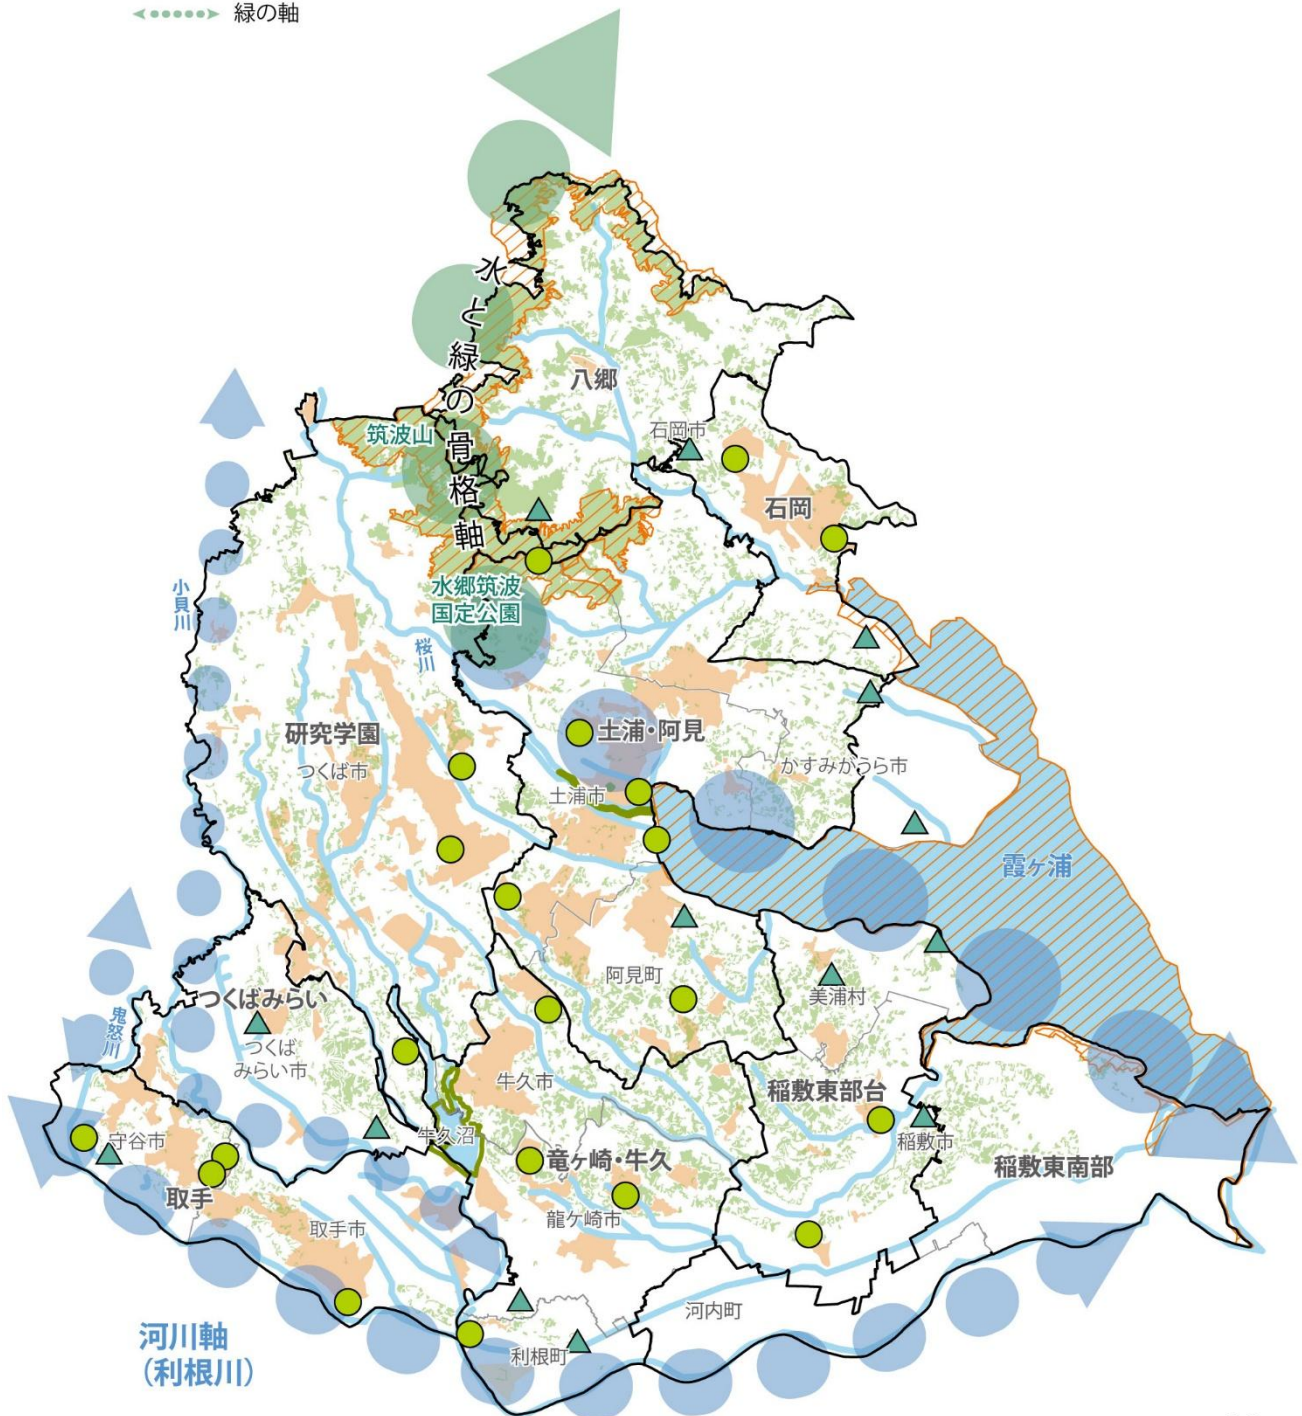 緑の軸
水と緑の骨格軸
八郷
石岡市
筑波山
石岡
水郷筑波
国定公園
小貝川
桜川
研究学園
つくば市
土浦・阿見
土浦市
かすみがうら市
霞ヶ浦
阿見町
美浦村
鬼怒川
つくばみらい
つくば
みらい市
牛久市
稲敷東部台
稲敷市
守谷市
牛久沼
竜ヶ崎・牛久
稲敷東南部
取手
取手市
龍ケ崎市
河内町
河川軸
（利根川）
利根町